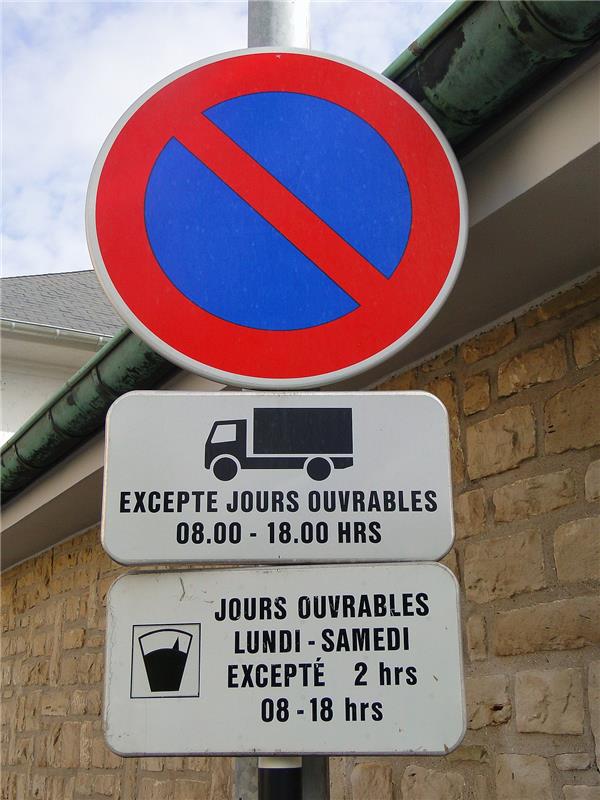 EXCEPTE JOURS OUVRABLES
08.00 - 18.00 HRS
JOURS OUVRABLES
LUNDI - SAMEDI
EXCEPTÉ 2 hrs
08 - 18 hrs